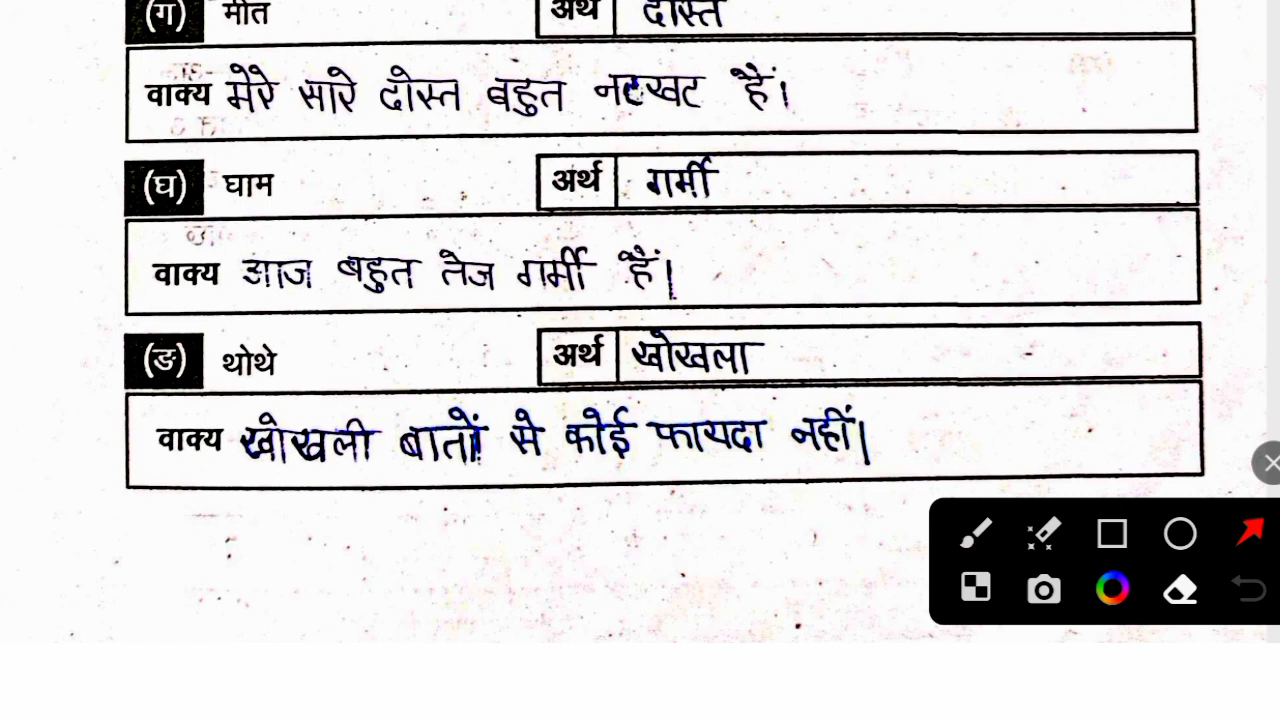 (ग) मीत अर्थ दोस्त
वाक्य मेरे सारे दोस्त बहुत नटखट हैं।
(घ) घाम अर्थ गर्मी
वाक्य आज बहुत तेज गर्मी हैं।
(ङ) थोथे अर्थ खोखला
वाक्य खोखली बातों से कोई फायदा नहीं।